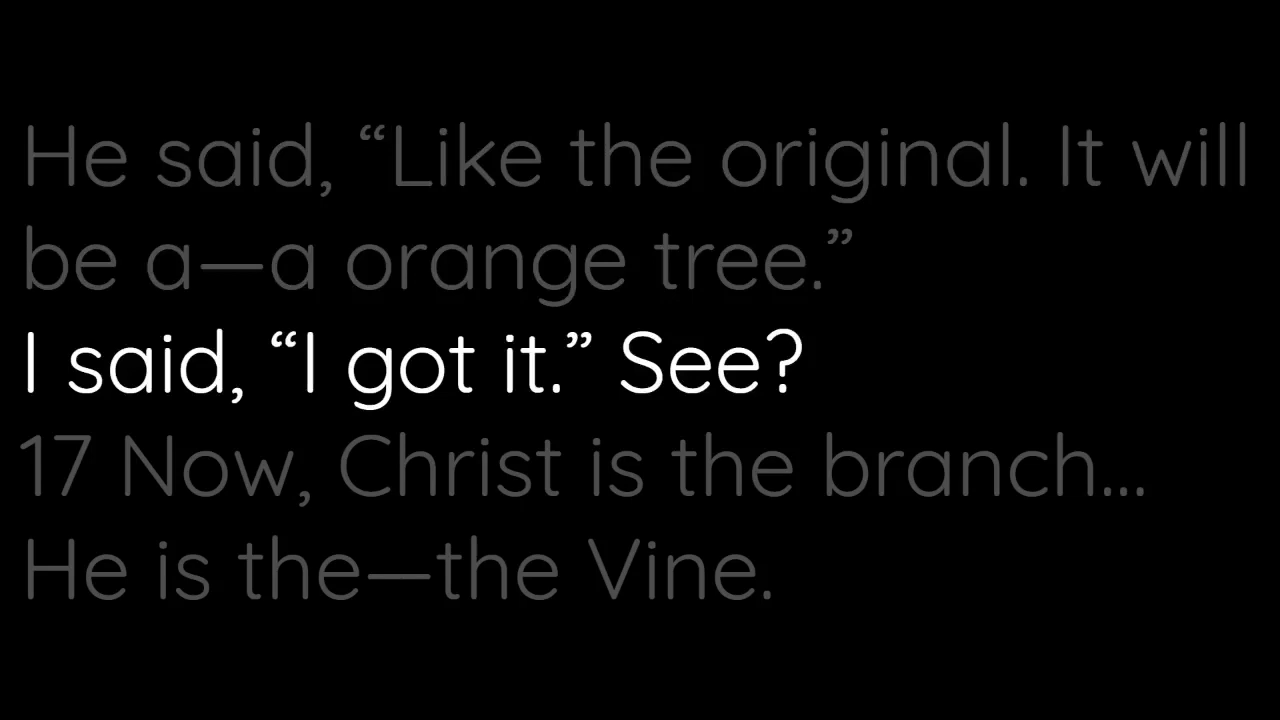 He said, “Like the original. It will
be a—a orange tree.”
I said, “I got it.” See?
17 Now, Christ is the branch...
He is the—the Vine.